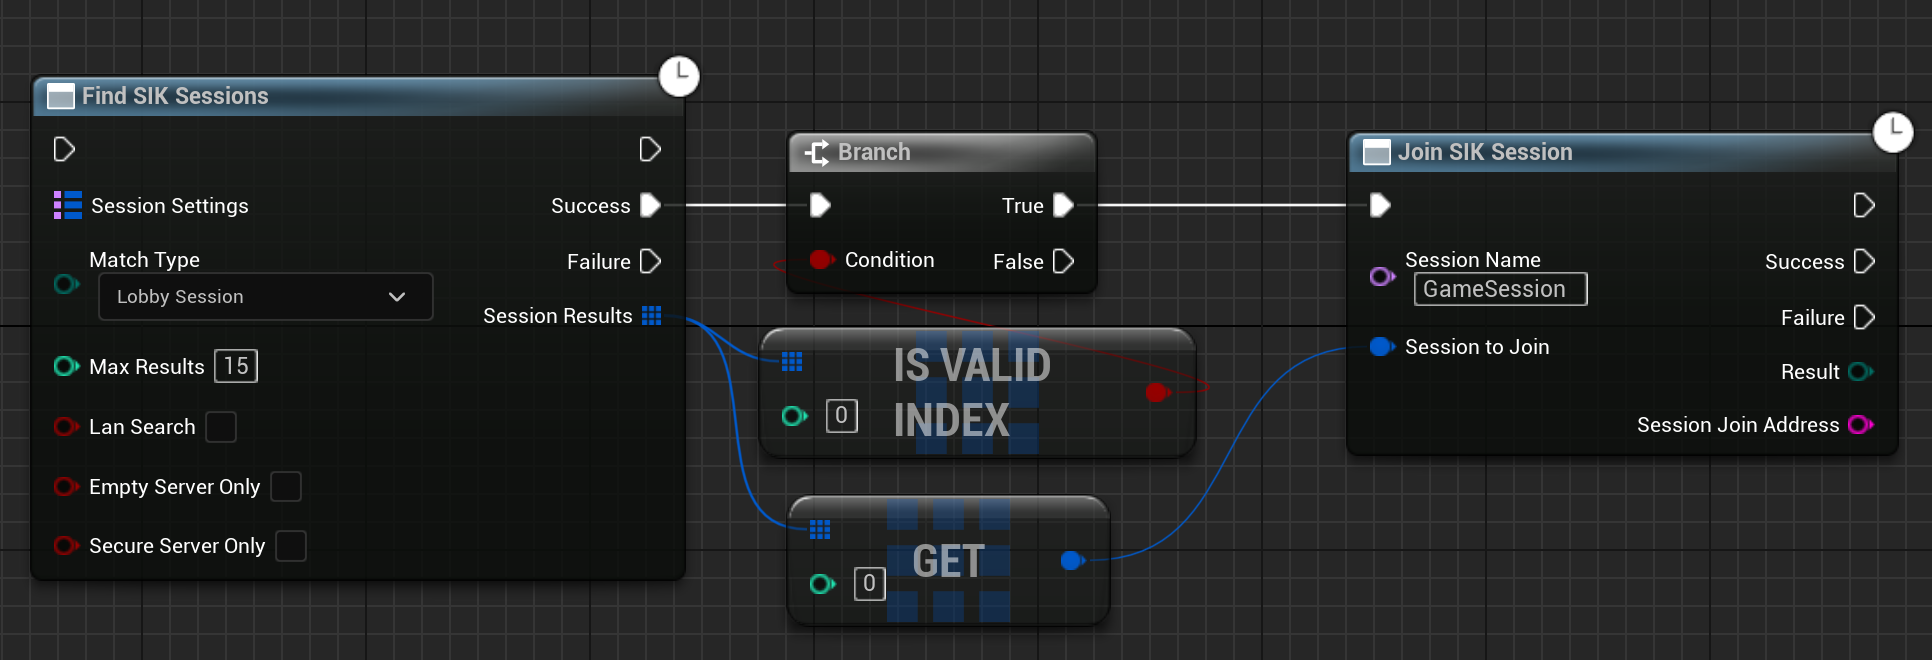 Find SIK Sessions
Session Settings
Success
Match Type
Lobby Session
Failure
Session Results
Max Results 15
Lan Search
Empty Server Only
Secure Server Only
Branch
True
Condition
False
IS VALID
INDEX
0
GET
0
Join SIK Session
Session Name
GameSession
Success
Failure
Session to Join
Result
Session Join Address